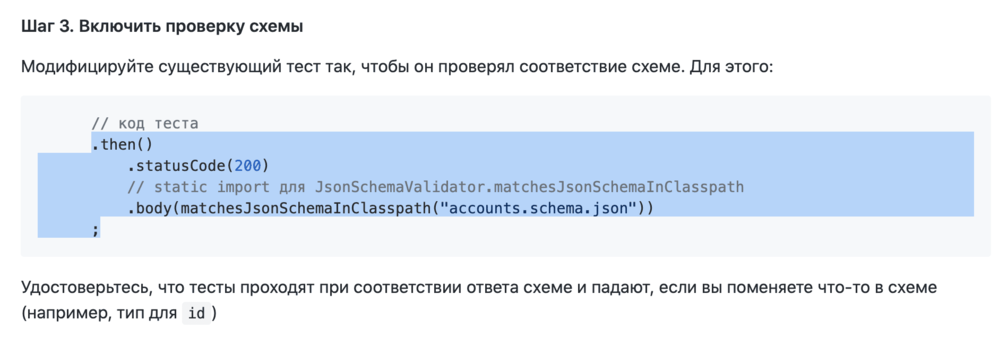 Шаг 3. Включить проверку схемы
Модифицируйте существующий тест так, чтобы он проверял соответствие схеме. Для этого:
// код теста
.then()
.statusCode(200)
// static import для JsonSchemaValidator.matchesJsonSchemaInClasspath
.body(matchesJsonSchemaInClasspath("accounts.schema.json"))
;
Удостоверьтесь, что тесты проходят при соответствии ответа схеме и падают, если вы поменяете что-то в схеме
(например, тип для id)